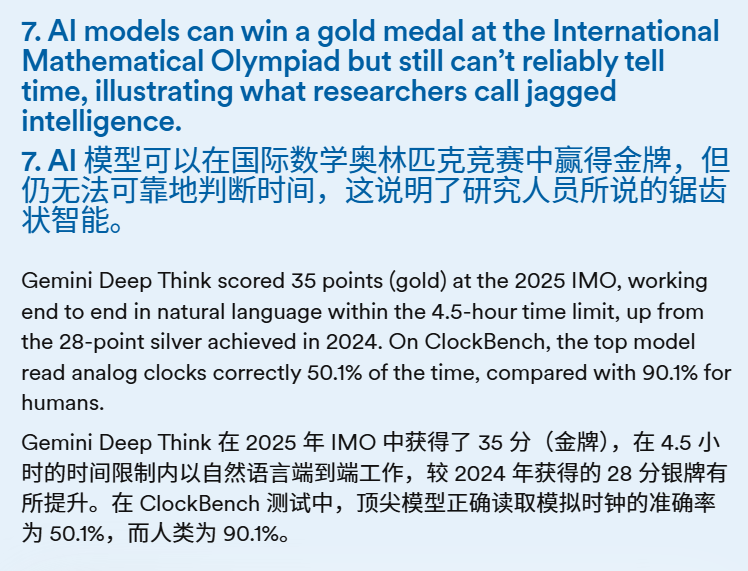 7. AI models can win a gold medal at the International
Mathematical Olympiad but still can’t reliably tell
time, illustrating what researchers call jagged
intelligence.
7. AI 模型可以在国际数学奥林匹克竞赛中赢得金牌，但
仍无法可靠地判断时间，这说明了研究人员所说的锯齿
状智能。
Gemini Deep Think scored 35 points (gold) at the 2025 IMO, working
end to end in natural language within the 4.5-hour time limit, up from
the 28-point silver achieved in 2024. On ClockBench, the top model
read analog clocks correctly 50.1% of the time, compared with 90.1% for
humans.
Gemini Deep Think 在 2025 年 IMO 中获得了 35 分（金牌），在 4.5 小
时的时间限制内以自然语言端到端工作，较 2024 年获得的 28 分银牌有
所提升。在 ClockBench 测试中，顶尖模型正确读取模拟时钟的准确率
为 50.1%，而人类为 90.1%。